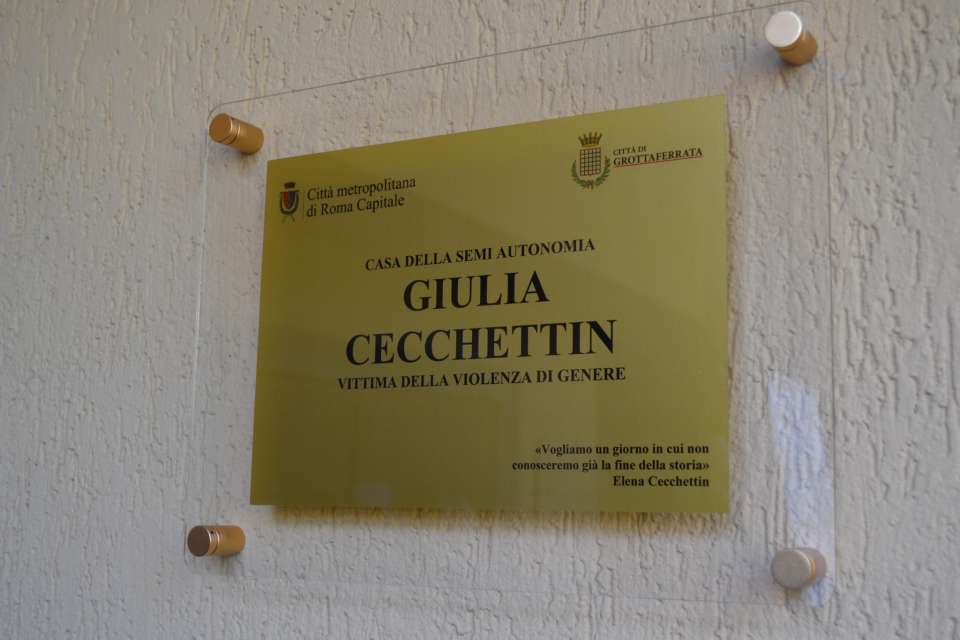 Città metropolitana
di Roma Capitale
CITTÀ DI
GROTTAFERRATA
CASA DELLA SEMI AUTONOMIA
GIULIA
CECCHETTIN
VITTIMA DELLA VIOLENZA DI GENERE
«Vogliamo un giorno in cui non
conosceremo già la fine della storia»
Elena Cecchettin